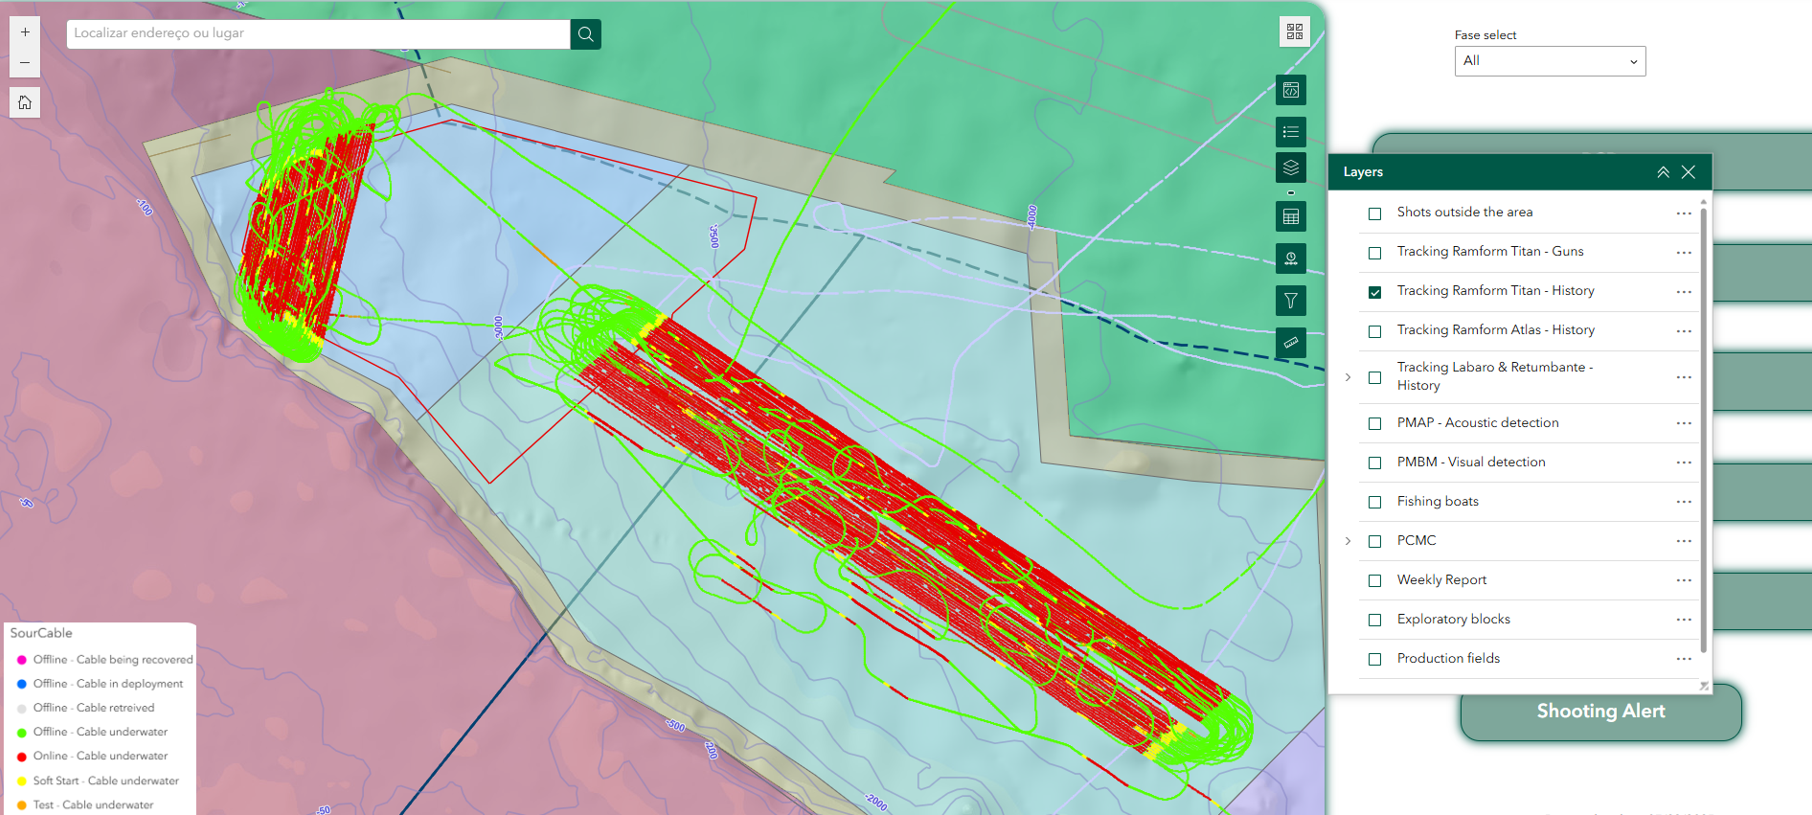 Localizar endereço ou lugar
Fase select
All
Layers
Shots outside the area
Tracking Ramform Titan - Guns
Tracking Ramform Titan - History
Tracking Ramform Atlas - History
Tracking Labaro & Retumbante -
History
PMAP - Acoustic detection
PMBM - Visual detection
Fishing boats
PCMC
Weekly Report
Exploratory blocks
Production fields
Shooting Alert
-100
-3500
-4000
-3000
-50
-500
-200
-2000
-50
SourCable
Offline - Cable being recovered
Offline - Cable in deployment
Offline - Cable retreived
Offline - Cable underwater
Online - Cable underwater
Soft Start - Cable underwater
Test - Cable underwater